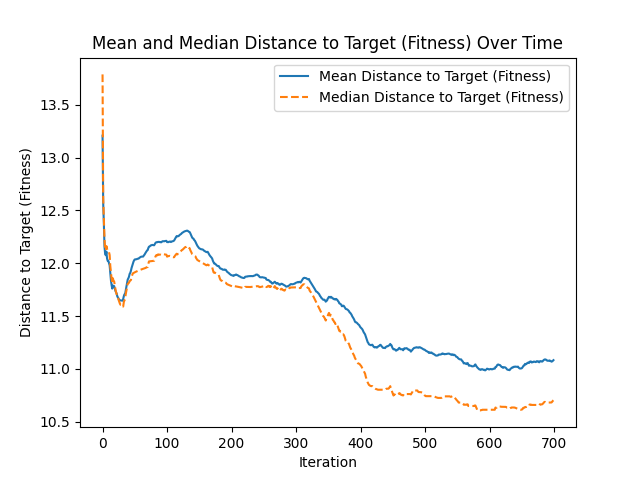 Mean and Median Distance to Target (Fitness) Over Time
Mean Distance to Target (Fitness)
Median Distance to Target (Fitness)
Distance to Target (Fitness)
13.5
13.0
12.5
12.0
11.5
11.0
10.5
0 100 200 300 400 500 600 700
Iteration